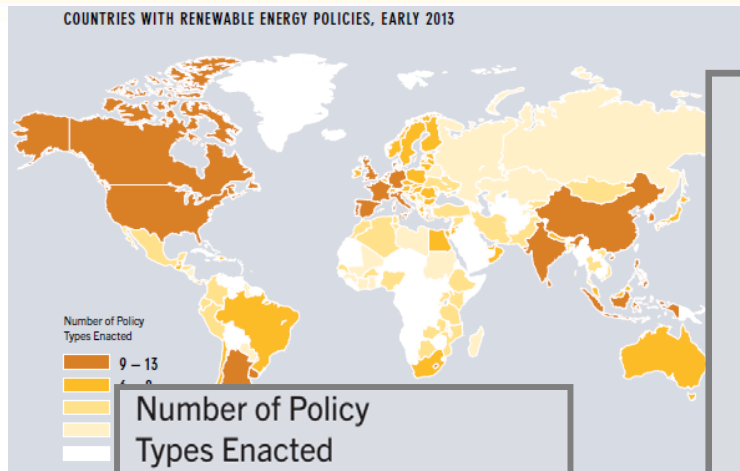 COUNTRIES WITH RENEWABLE ENERGY POLICIES, EARLY 2013
Number of Policy
Types Enacted
9 – 13
Number of Policy
Types Enacted